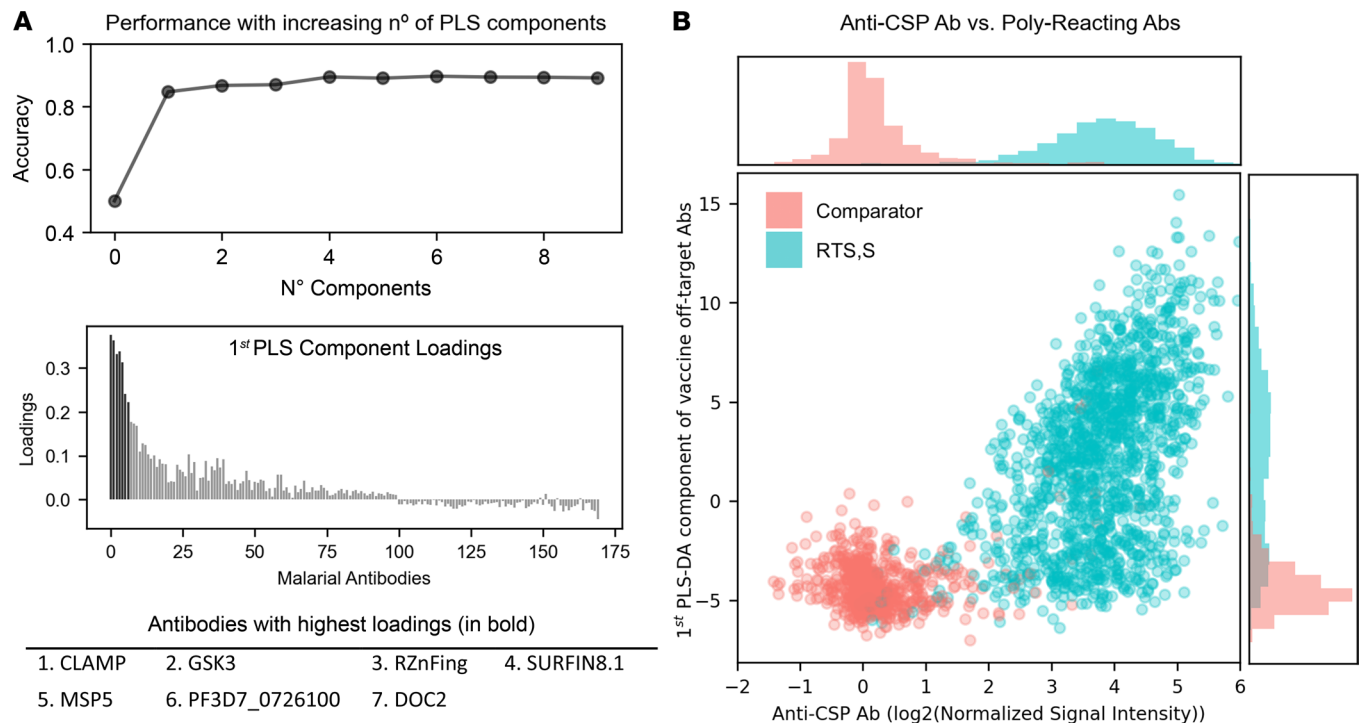 A
Performance with increasing nº of PLS components
1.0
0.8
0.6
0.4
Accuracy
0 2 4 6 8
N° Components
1st PLS Component Loadings
0.3
0.2
0.1
0.0
Loadings
0 25 50 75 100 125 150 175
Malarial Antibodies
Antibodies with highest loadings (in bold)
1. CLAMP 2. GSK3 3. RZnFing 4. SURFIN8.1
5. MSP5 6. PF3D7_0726100 7. DOC2
B
Anti-CSP Ab vs. Poly-Reacting Abs
Comparator
RTS,S
15
10
5
0
−5
1st PLS-DA component of vaccine off-target Abs
−2 −1 0 1 2 3 4 5 6
Anti-CSP Ab (log2(Normalized Signal Intensity))